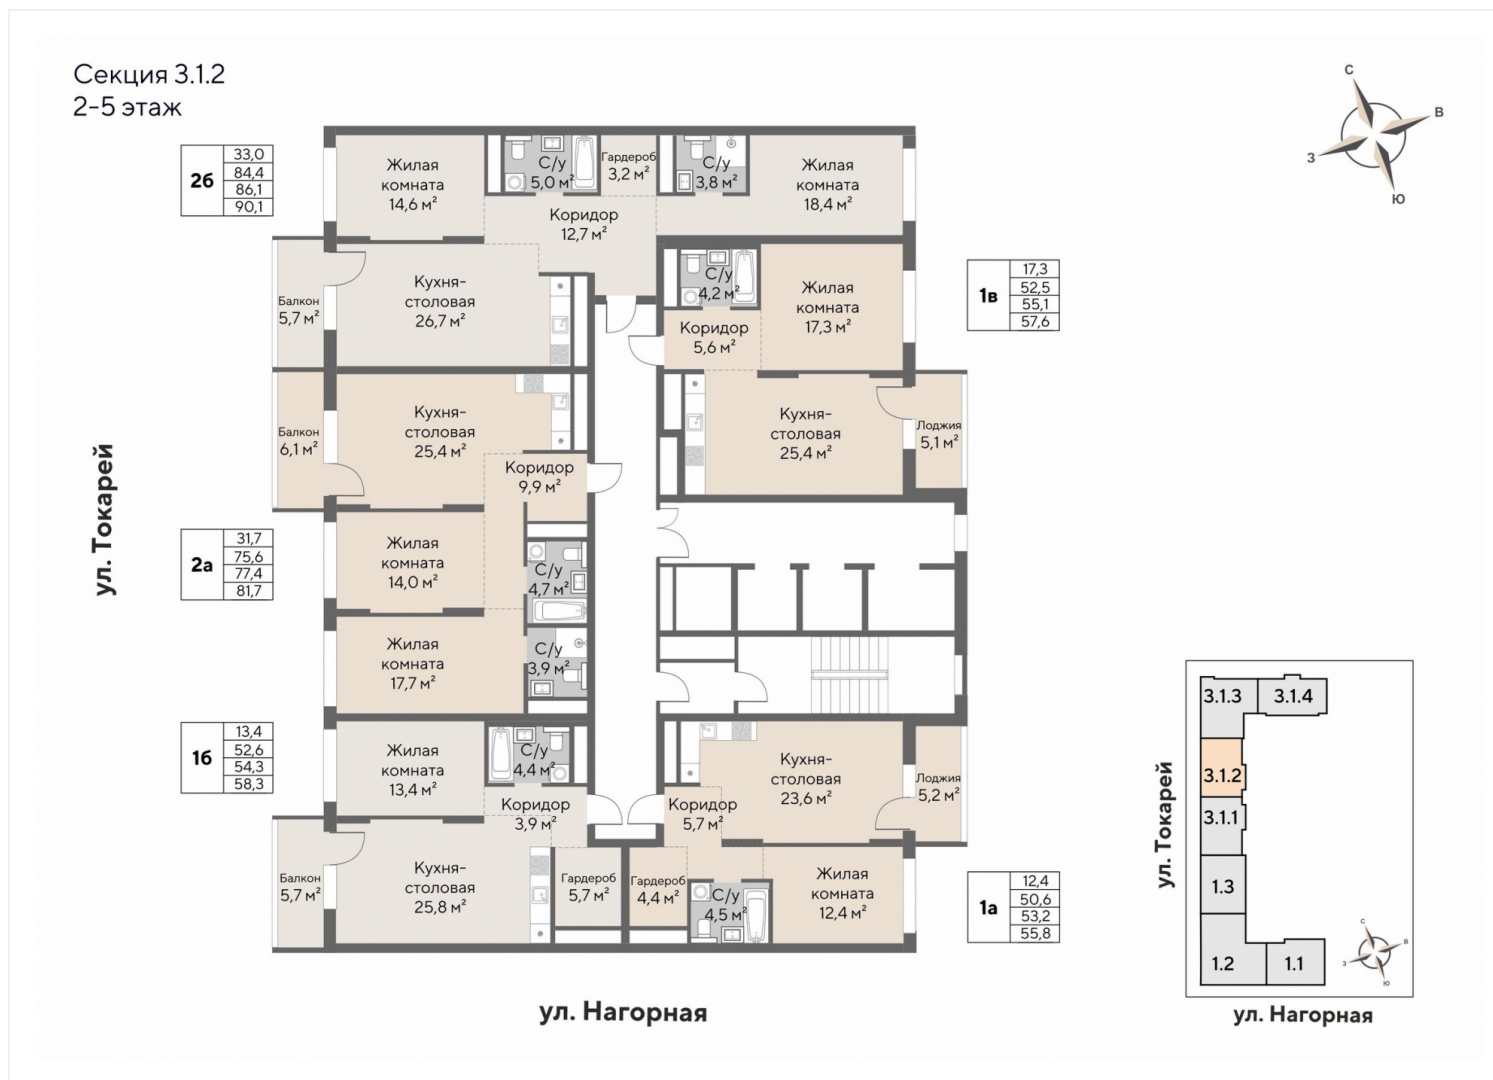 Секция 3.1.2
2-5 этаж
С
В
З
Ю
2б
33,0
84,4
86,1
90,1
Жилая
комната
14,6 м²
С/у
5,0 м²
Гардероб
3,2 м²
С/у
3,8 м²
Жилая
комната
18,4 м²
Коридор
12,7 м²
Балкон
5,7 м²
Кухня-
столовая
26,7 м²
С/у
4,2 м²
Жилая
комната
17,3 м²
Коридор
5,6 м²
1в
17,3
52,5
55,1
57,6
Балкон
6,1 м²
Кухня-
столовая
25,4 м²
Коридор
9,9 м²
Кухня-
столовая
25,4 м²
Лоджия
5,1 м²
ул. Токарей
2а
31,7
75,6
77,4
81,7
Жилая
комната
14,0 м²
С/у
4,7 м²
Жилая
комната
17,7 м²
С/у
3,9 м²
1б
13,4
52,6
54,3
58,3
Жилая
комната
13,4 м²
С/у
4,4 м²
Коридор
3,9 м²
Кухня-
столовая
23,6 м²
Лоджия
5,2 м²
Коридор
5,7 м²
Балкон
5,7 м²
Кухня-
столовая
25,8 м²
Гардероб
5,7 м²
Гардероб
4,4 м²
С/у
4,5 м²
Жилая
комната
12,4 м²
1а
12,4
50,6
53,2
55,8
ул. Нагорная
3.1.3
3.1.4
3.1.2
3.1.1
1.3
1.2
1.1
ул. Токарей
С
В
З
Ю
ул. Нагорная